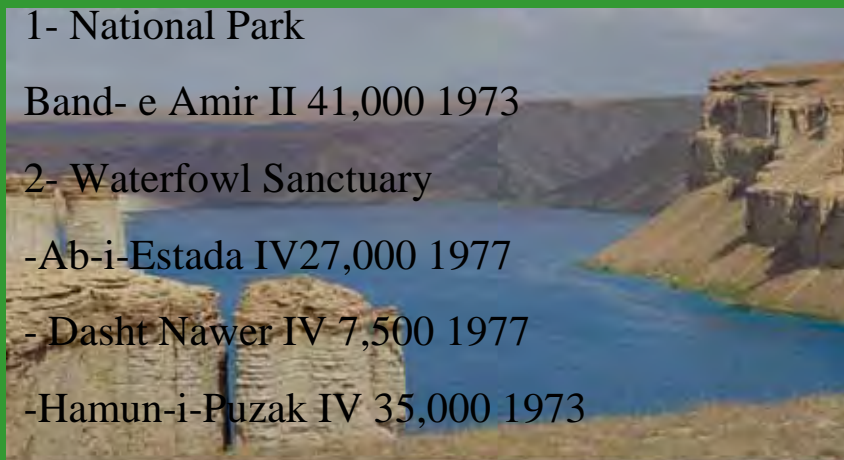 1- National Park
Band- e Amir II 41,000 1973
2- Waterfowl Sanctuary
-Ab-i-Estada IV27,000 1977
- Dasht Nawer IV 7,500 1977
-Hamun-i-Puzak IV 35,000 1973